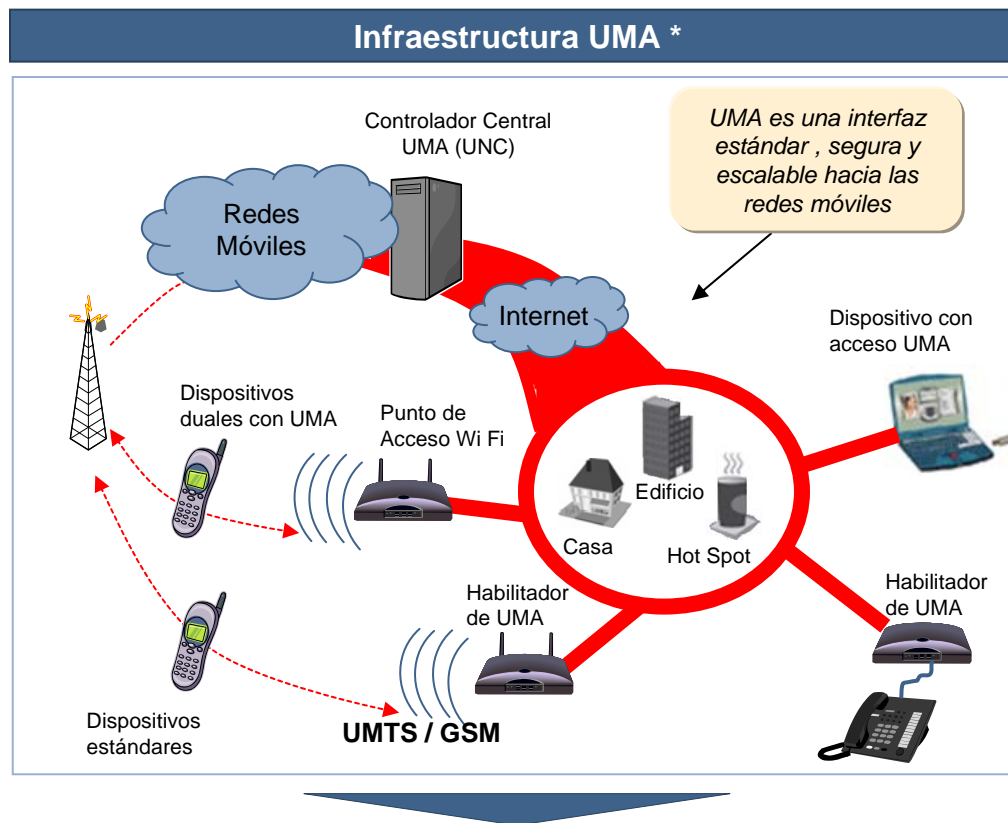 Infraestructura UMA *
Controlador Central
UMA (UNC)
UMA es una interfaz
estándar , segura y
escalable hacia las
redes móviles
Redes
Móviles
Internet
Dispositivo con
acceso UMA
Dispositivos
duales con UMA
Punto de
Acceso Wi Fi
Edificio
Casa
Hot Spot
Habilitador
de UMA
Habilitador
de UMA
Dispositivos
estándares
UMTS / GSM